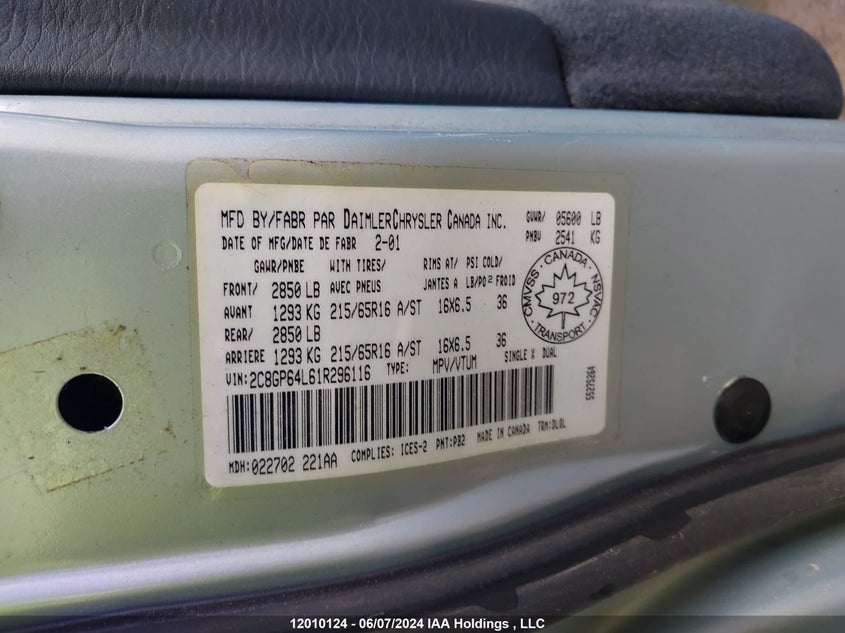 MFD BY/FABR PAR DAIMLERCHRYSLER CANADA INC. GVWR/ 05600 LB
DATE OF MFG/DATE DE FABR 2-01 PNBV 2541 KG
GAWR/PNBE WITH TIRES/ RIMS AT/ PSI COLD/
FRONT/ 2850 LB AVEC PNEUS JANTES A LB/PO² FROID
AVANT 1293 KG 215/65R16 A/ST 16X6.5 36
REAR/ 2850 LB
ARRIERE 1293 KG 215/65R16 A/ST 16X6.5 36
VIN: 2C8GP64L61R296116 TYPE: MPV/VTUM SINGLE X DUAL
CANADA
CMVSS 972 NSVAC
TRANSPORT
55275264
MDH: 022702 221AA COMPLIES: ICES-2 PNT:PB2 MADE IN CANADA TRM:DLQL
12010124 - 06/07/2024 IAA Holdings , LLC